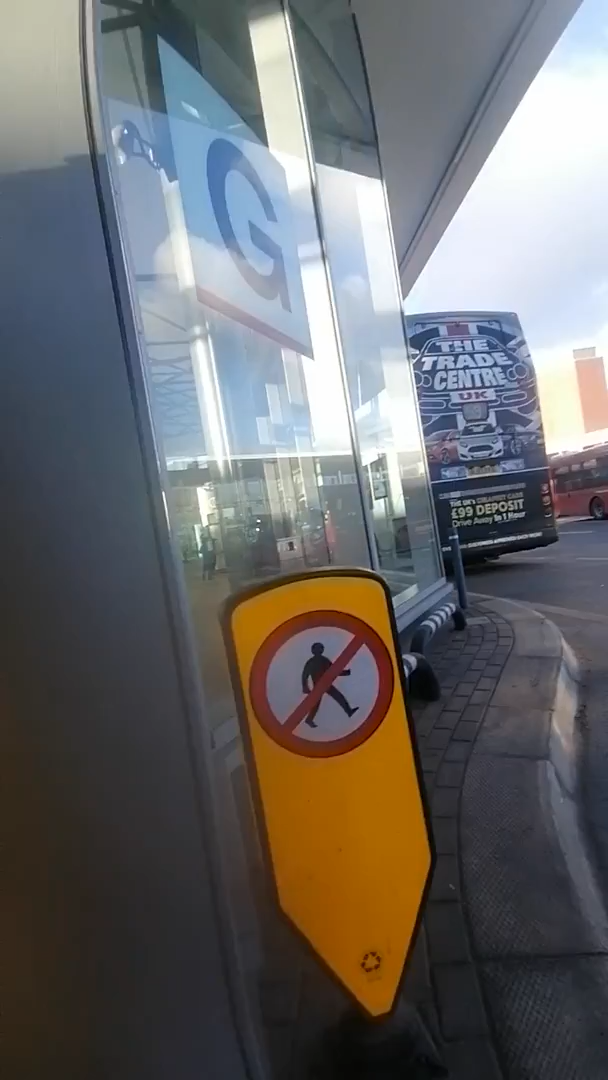 G
THE
TRADE
CENTRE
UK
THE UK's CHEAPEST CARS
£99 DEPOSIT
Drive Away In 1 Hour